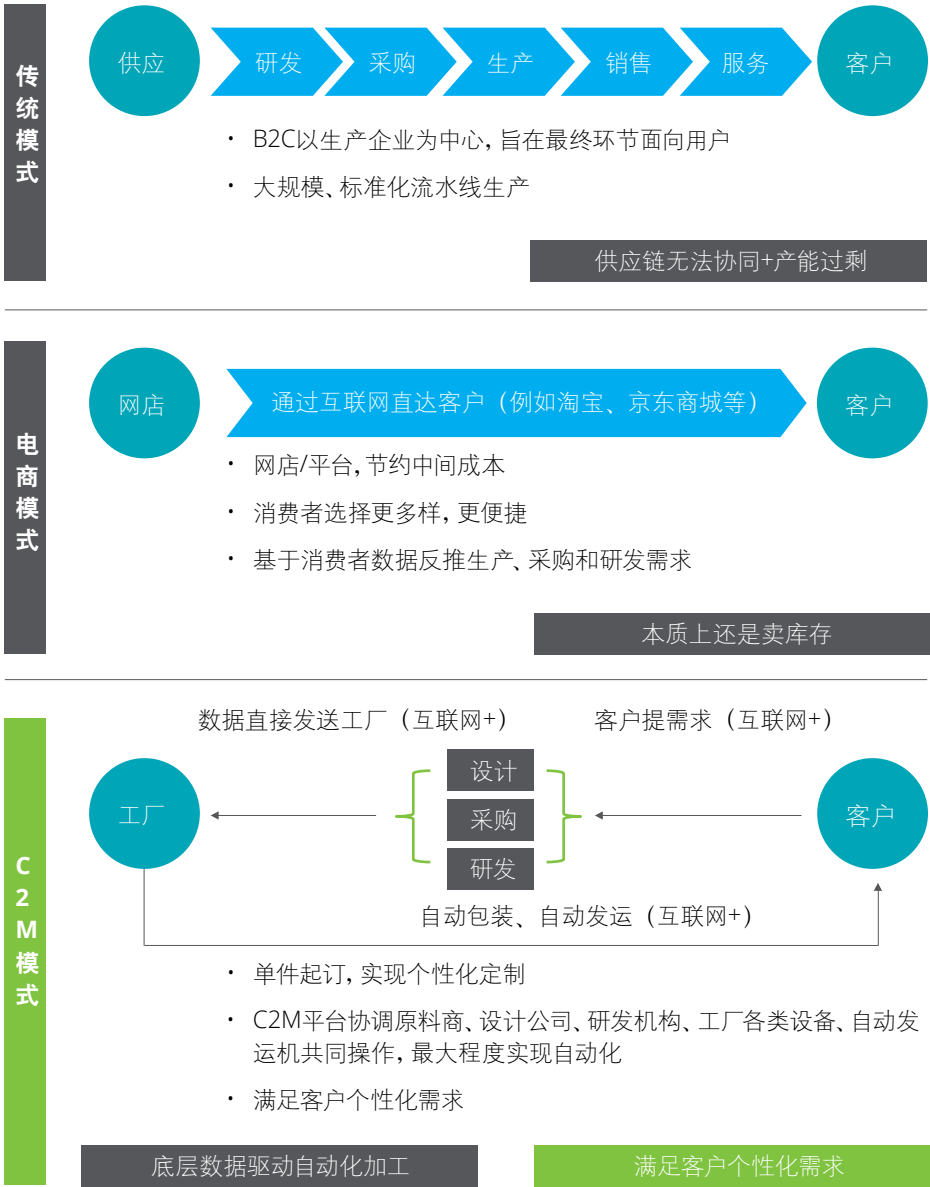 传统模式
供应
研发
采购
生产
销售
服务
客户
· B2C以生产企业为中心，旨在最终环节面向用户
· 大规模、标准化流水线生产
供应链无法协同+产能过剩
电商模式
网店
通过互联网直达客户（例如淘宝、京东商城等）
客户
· 网店/平台，节约中间成本
· 消费者选择更多样，更便捷
· 基于消费者数据反推生产、采购和研发需求
本质上还是卖库存
C2M模式
数据直接发送工厂（互联网+）
客户提需求（互联网+）
工厂
设计
采购
研发
客户
自动包装、自动发运（互联网+）
· 单件起订，实现个性化定制
· C2M平台协调原料商、设计公司、研发机构、工厂各类设备、自动发
运机共同操作，最大程度实现自动化
· 满足客户个性化需求
底层数据驱动自动化加工
满足客户个性化需求